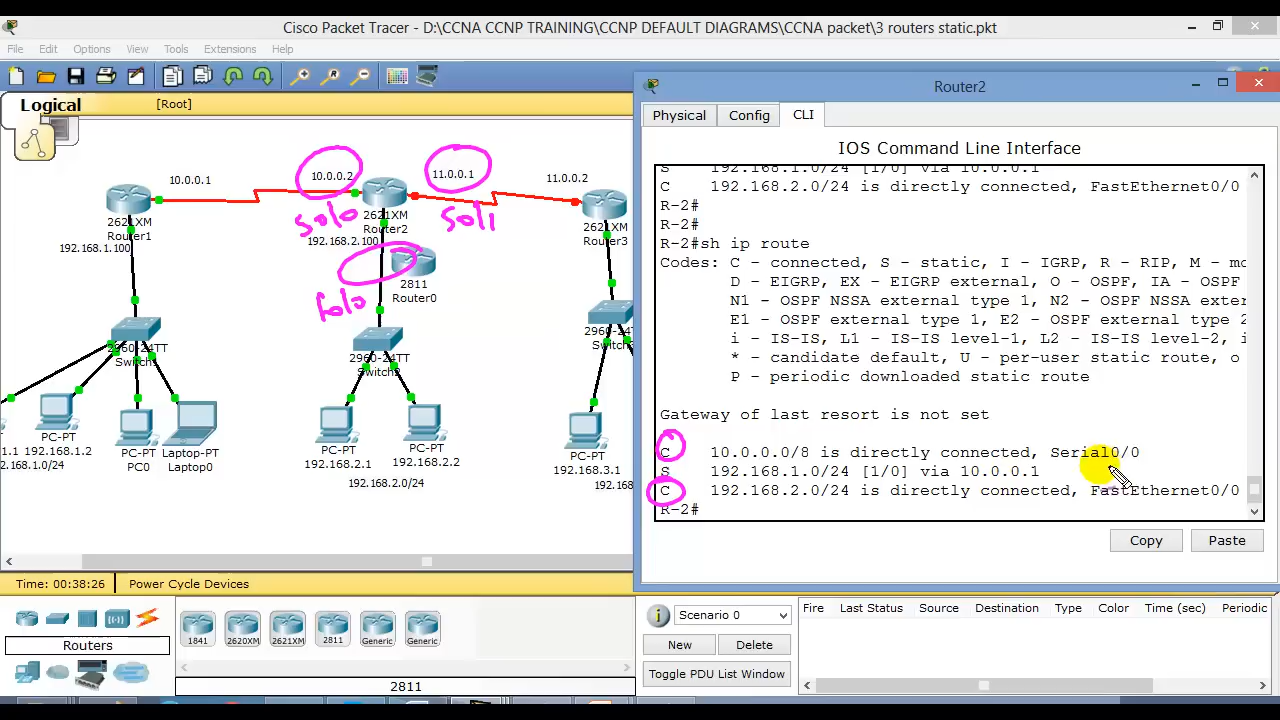 Cisco Packet Tracer - D:\CCNA CCNP TRAINING\CCNP DEFAULT DIAGRAMS\CCNA packet\3 routers static.pkt
File Edit Options View Tools Extensions Help
Logical [Root]
10.0.0.1
10.0.0.2
11.0.0.1
11.0.0.2
2621XM
Router1
192.168.1.100
2621XM
Router2
192.168.2.100
2621XM
Router3
2811
Router0
2960-24TT
2960-24TT
2960
PC-PT
192.168.1.2
PC-PT
PC0
Laptop-PT
Laptop0
PC-PT
192.168.2.1
PC-PT
192.168.2.2
PC-PT
192.168.3.1
1.1
1.0/24
192.168.2.0/24
192.168
Router2
Physical Config CLI
IOS Command Line Interface
S 192.168.1.0/24 [1/0] via 10.0.0.1
C 192.168.2.0/24 is directly connected, FastEthernet0/0
R-2#
R-2#
R-2#sh ip route
Codes: C - connected, S - static, I - IGRP, R - RIP, M - mo
D - EIGRP, EX - EIGRP external, O - OSPF, IA - OSPF
N1 - OSPF NSSA external type 1, N2 - OSPF NSSA exter
E1 - OSPF external type 1, E2 - OSPF external type 2
i - IS-IS, L1 - IS-IS level-1, L2 - IS-IS level-2, i
* - candidate default, U - per-user static route, o
P - periodic downloaded static route
Gateway of last resort is not set
C 10.0.0.0/8 is directly connected, Serial0/0
S 192.168.1.0/24 [1/0] via 10.0.0.1
C 192.168.2.0/24 is directly connected, FastEthernet0/0
R-2#
Copy Paste
Time: 00:38:26 Power Cycle Devices
Routers
1841 2620XM 2621XM 2811 Generic Generic
2811
Scenario 0
New Delete
Toggle PDU List Window
Fire Last Status Source Destination Type Color Time (sec) Periodic